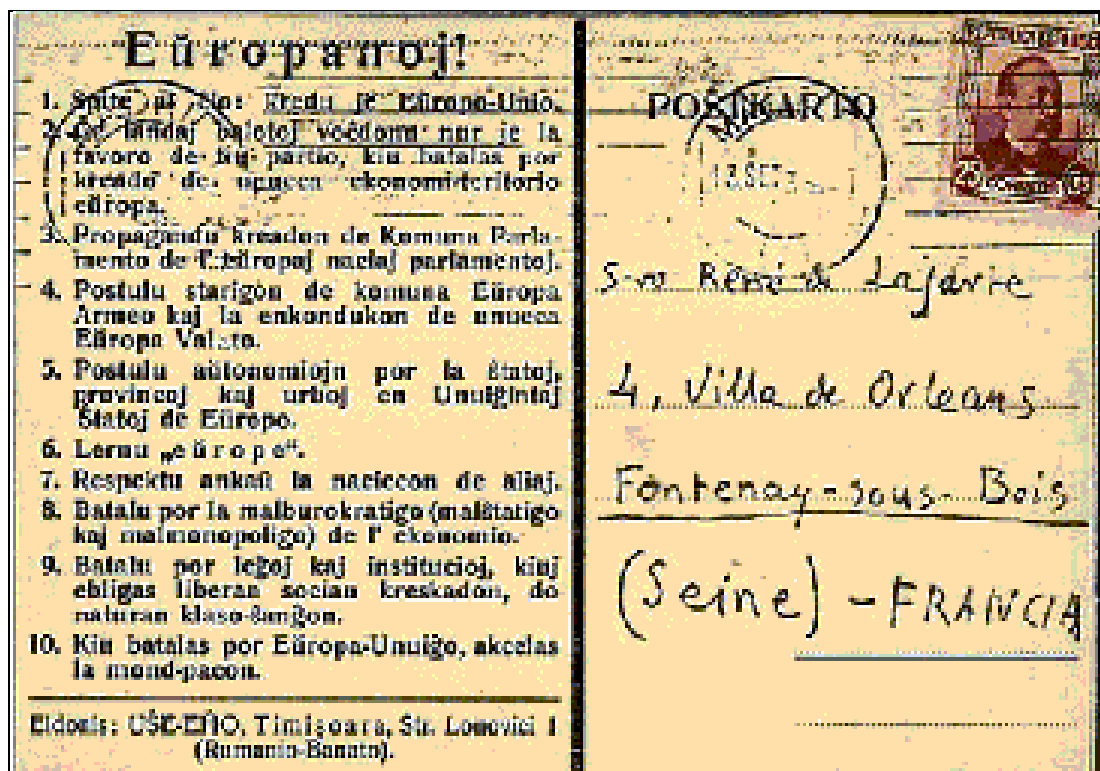 Eŭropanoj!
1. Spite al ĉio: kredu je Eŭropo-Unio.
2. Ĉe landaj balotoj voĉdonu nur je la
favoro de tiu partio, kiu batalas por
kreado de unueca ekonomi-teritorio
eŭropa.
3. Propagandu kreadon de Komuna Parla-
mento de l' Eŭropaj naciaj parlamentoj.
4. Postulu starigon de komuna Eŭropa
Armeo kaj la enkondukon de unueca
Eŭropa Valuto.
5. Postulu aŭtonomiojn por la ŝtatoj,
provincoj kaj urboj en Unuiĝintaj
Ŝtatoj de Eŭropo.
6. Lernu „eŭrope“.
7. Respektu ankaŭ la naciecon de aliaj.
8. Batalu por la malburokratigo (malŝtatigo
kaj malmonopoligo) de l' ekonomio.
9. Batalu por leĝoj kaj institucioj, kiuj
ebligas liberan socian kreskadon, do
naturan klaso-ŝanĝon.
10. Kiu batalas por Eŭropa-Unuiĝo, akcelas
la mond-pacon.
Eldonis: UŜE-EŬO, Timişoara, Str. Lonovici 1
(Rumanio-Banato).
POŜTKARTO
S-ro René de Lajarte
4, Villa de Orleans
Fontenay-sous-Bois
(Seine) - FRANCIA